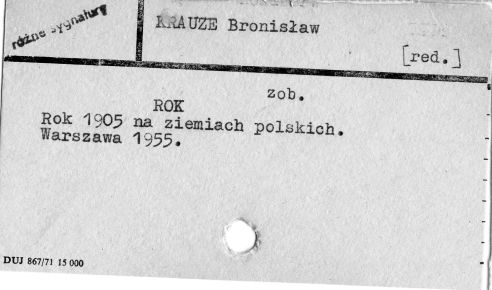 różne sygnatury
KRAUZE Bronisław
[red.]
zob.
ROK
Rok 1905 na ziemiach polskich.
Warszawa 1955.
DUJ 867/71 15 000